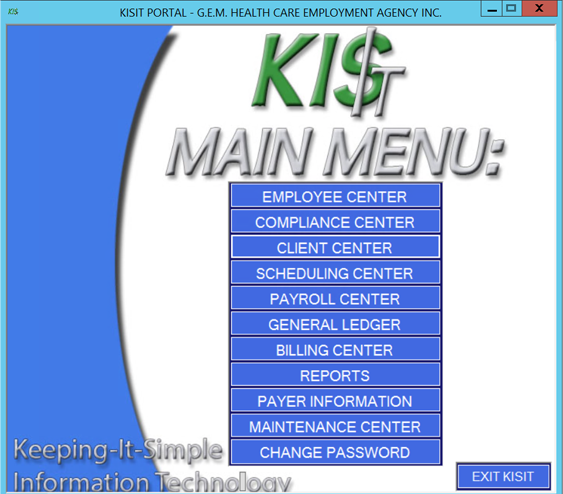 KIS
KISIT PORTAL - G.E.M. HEALTH CARE EMPLOYMENT AGENCY INC.
KISIT
MAIN MENU:
EMPLOYEE CENTER
COMPLIANCE CENTER
CLIENT CENTER
SCHEDULING CENTER
PAYROLL CENTER
GENERAL LEDGER
BILLING CENTER
REPORTS
PAYER INFORMATION
MAINTENANCE CENTER
CHANGE PASSWORD
Keeping-It-Simple
Information Technology
EXIT KISIT